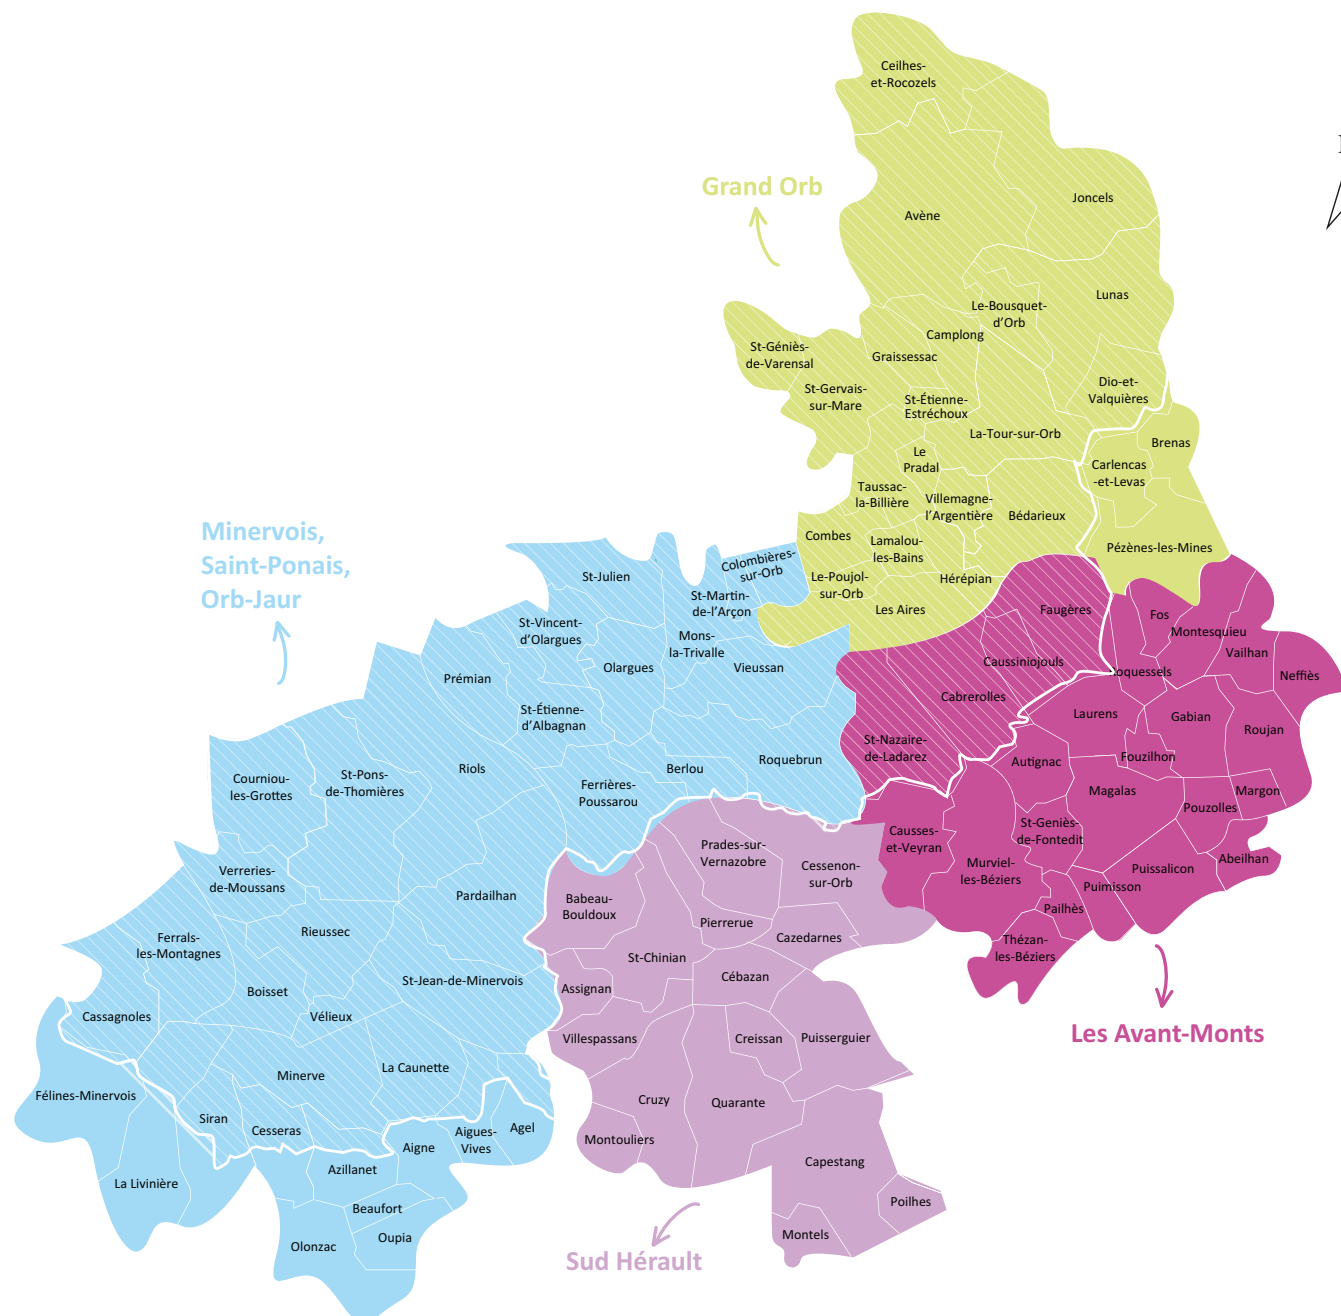 Ceilhes-
et-Rocozels
Grand Orb
Joncels
Avène
Lunas
Le-Bousquet-
d’Orb
Camplong
St-Géniès-
de-Varensal
Graissessac
Dio-et-
Valquières
St-Gervais-
sur-Mare
St-Étienne-
Estréchoux
La-Tour-sur-Orb
Brenas
Le
Pradal
Carlencas
-et-Levas
Taussac-
la-Billière
Villemagne-
l’Argentière
Bédarieux
Minervois,
Saint-Ponais,
Orb-Jaur
Combes
Lamalou-
les-Bains
Pézènes-les-Mines
Colombières-
sur-Orb
St-Julien
Le-Poujol-
sur-Orb
Hérépian
St-Martin-
de-l’Arçon
Les Aires
Faugères
Fos
Montesquieu
St-Vincent-
d’Olargues
Mons-
la-Trivalle
Vailhan
Olargues
Vieussan
Caussiniojouls
Roquessels
Neffiès
Prémian
Cabrerolles
St-Étienne-
d’Albagnan
Laurens
Gabian
Roujan
St-Nazaire-
de-Ladarez
Roquebrun
Autignac
Fouzilhon
Berlou
Riols
Courniou-
les-Grottes
St-Pons-
de-Thomières
Ferrières-
Poussarou
Magalas
Margon
Pouzolles
St-Geniès-
de-Fontedit
Causses-
et-Veyran
Prades-sur-
Vernazobre
Cessenon-
sur-Orb
Murviel-
les-Béziers
Abeilhan
Puissalicon
Verreries-
de-Moussans
Puimisson
Pardailhan
Babeau-
Bouldoux
Pailhès
Pierrerue
Rieussec
Cazedarnes
Thézan-
les-Béziers
Ferrals-
les-Montagnes
St-Chinian
St-Jean-de-Minervois
Cébazan
Assignan
Boisset
Cassagnoles
Vélieux
Villespassans
Creissan
Puisserguier
Les Avant-Monts
La Caunette
Minerve
Félines-Minervois
Cruzy
Quarante
Siran
Cesseras
Agel
Aigues-
Vives
Aigne
Montouliers
Capestang
Azillanet
La Livinière
Beaufort
Poilhes
Olonzac
Oupia
Montels
Sud Hérault